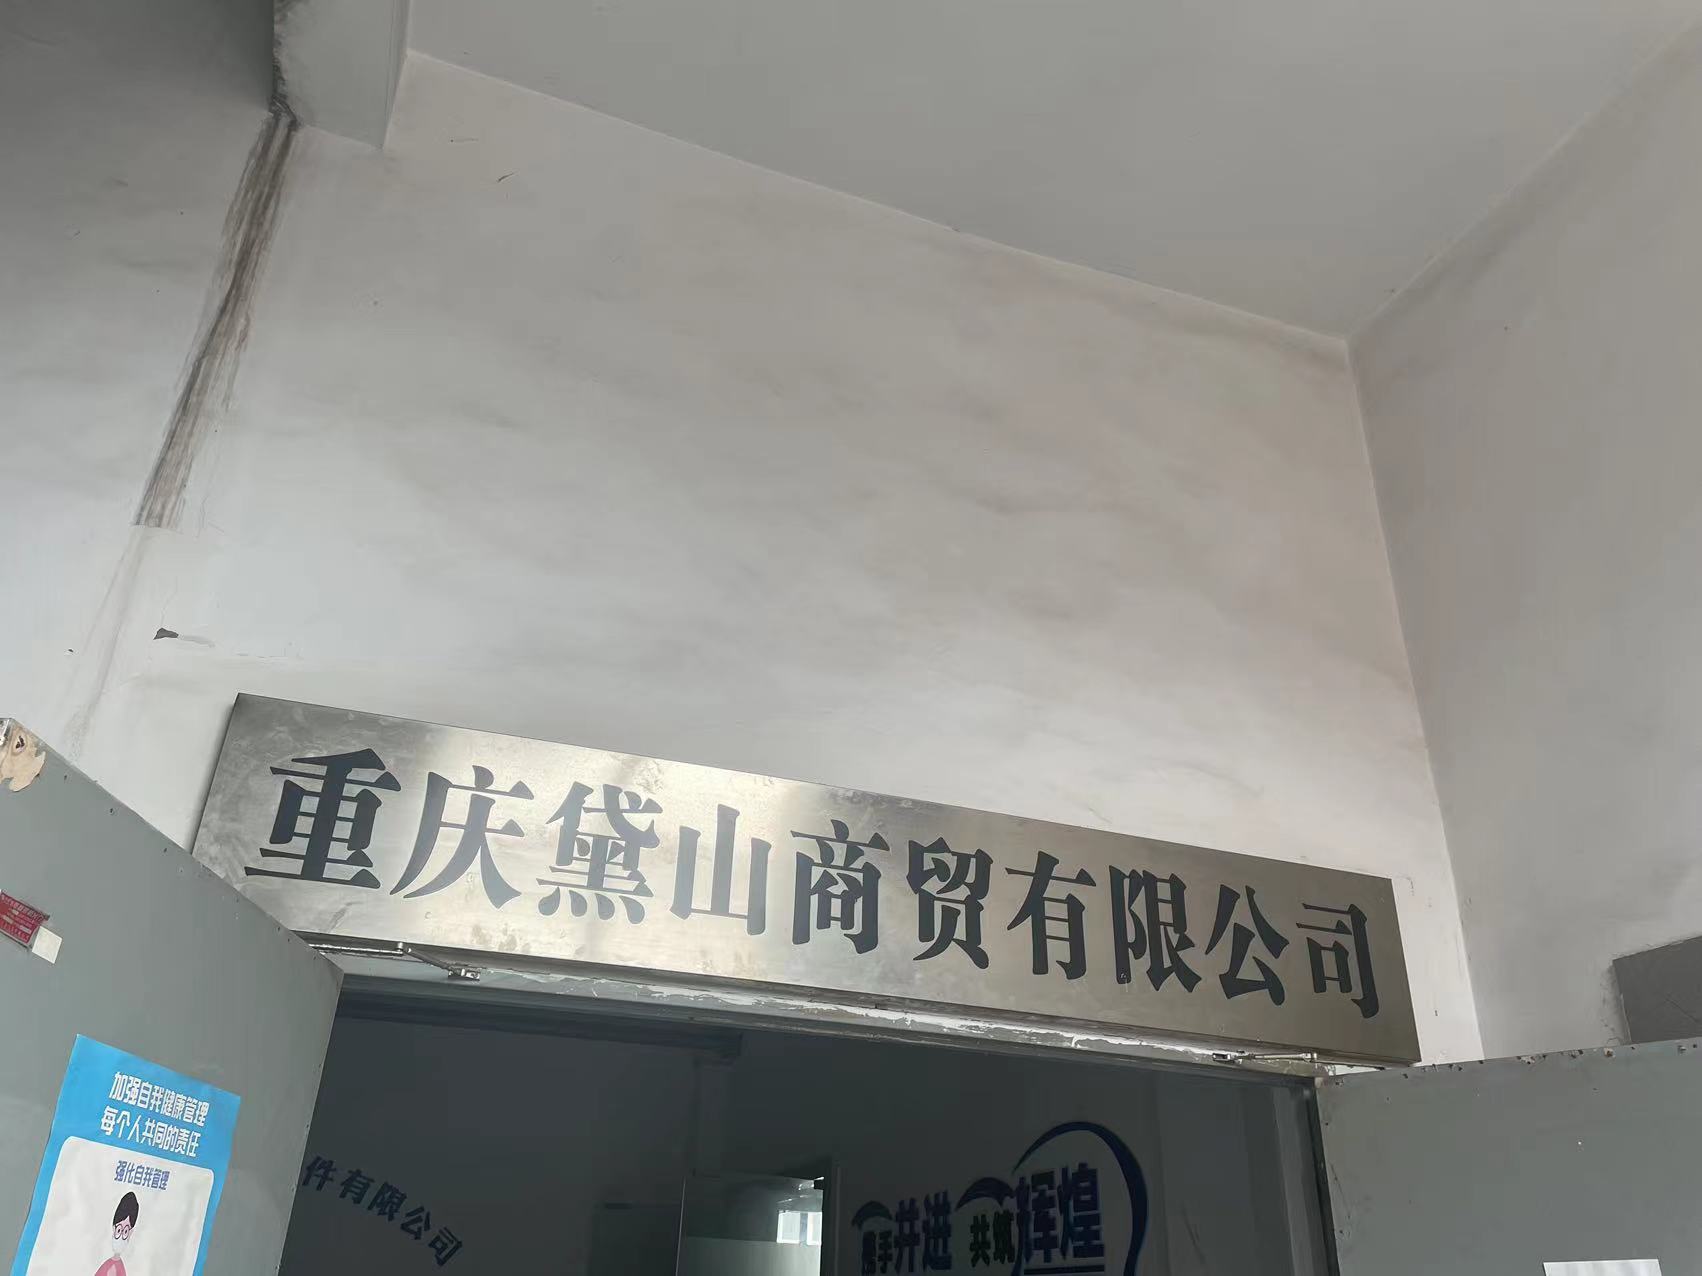 重庆黛山商贸有限公司
加强自我健康管理
每个人共同的责任
强化自我管理
件有限公司
携手并进 共筑辉煌